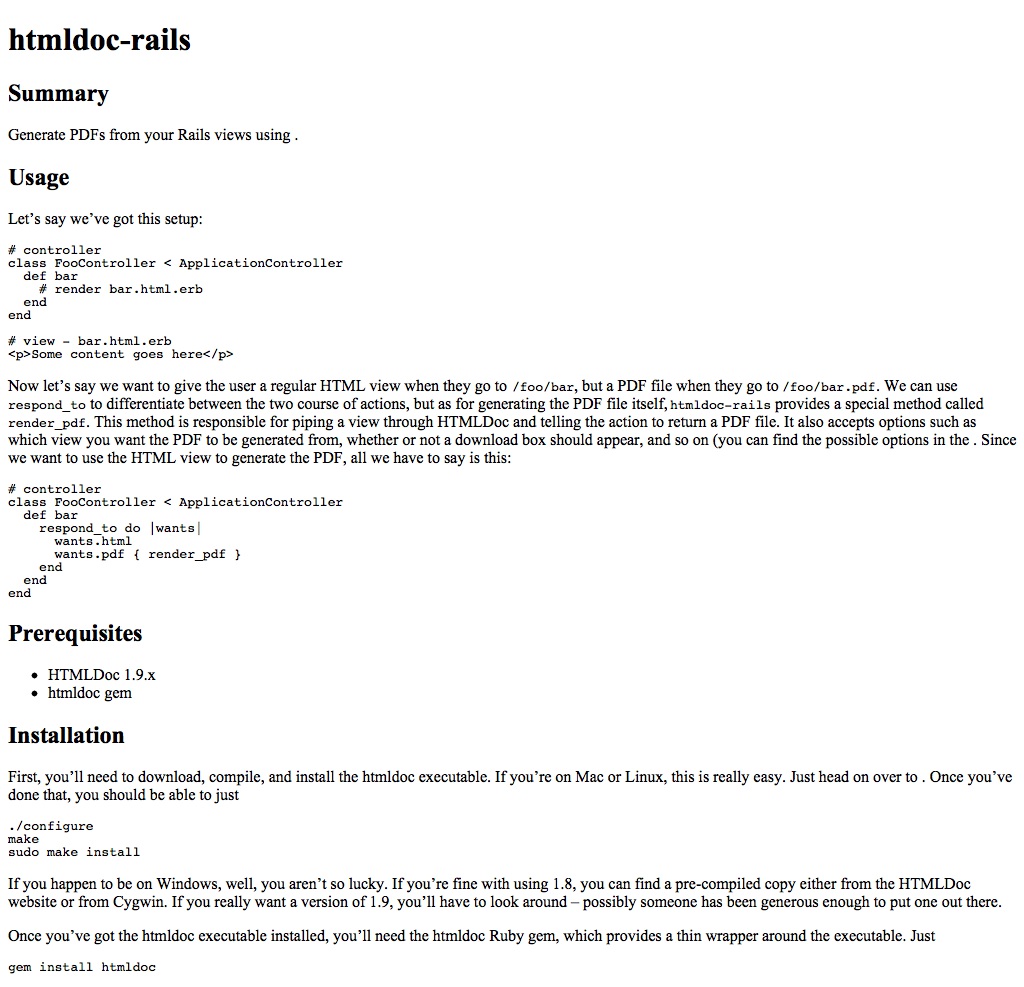 htmldoc-rails
Summary
Generate PDFs from your Rails views using .
Usage
Let’s say we’ve got this setup:
# controller
class FooController < ApplicationController
  def bar
    # render bar.html.erb
  end
end
# view - bar.html.erb
<p>Some content goes here</p>
Now let’s say we want to give the user a regular HTML view when they go to /foo/bar, but a PDF file when they go to /foo/bar.pdf. We can use
respond_to to differentiate between the two course of actions, but as for generating the PDF file itself, htmldoc-rails provides a special method called
render_pdf. This method is responsible for piping a view through HTMLDoc and telling the action to return a PDF file. It also accepts options such as
which view you want the PDF to be generated from, whether or not a download box should appear, and so on (you can find the possible options in the . Since
we want to use the HTML view to generate the PDF, all we have to say is this:
# controller
class FooController < ApplicationController
  def bar
    respond_to do |wants|
      wants.html
      wants.pdf { render_pdf }
    end
  end
end
Prerequisites
• HTMLDoc 1.9.x
• htmldoc gem
Installation
First, you’ll need to download, compile, and install the htmldoc executable. If you’re on Mac or Linux, this is really easy. Just head on over to . Once you’ve
done that, you should be able to just
./configure
make
sudo make install
If you happen to be on Windows, well, you aren’t so lucky. If you’re fine with using 1.8, you can find a pre-compiled copy either from the HTMLDoc
website or from Cygwin. If you really want a version of 1.9, you’ll have to look around – possibly someone has been generous enough to put one out there.
Once you’ve got the htmldoc executable installed, you’ll need the htmldoc Ruby gem, which provides a thin wrapper around the executable. Just
gem install htmldoc